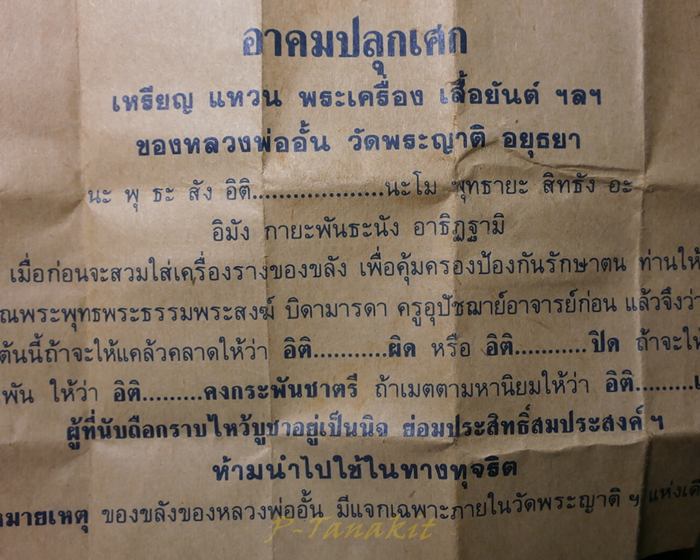 อาคมปลุกเศก
เหรียญ แหวน พระเครื่อง เสื้อยันต์ ฯลฯ
ของหลวงพ่ออั้น วัดพระญาติ อยุธยา
นะ พุ ธะ สัง อิติ....................นะโม พุทธายะ สิทธัง อะ
อิมัง กายะพันธะนัง อาธิฏฐามิ
เมื่อก่อนจะสวมใส่เครื่องรางของขลัง เพื่อคุ้มครองป้องกันรักษาตน ท่านให้
ณพระพุทธพระธรรมพระสงฆ์ บิดามารดา ครูอุปัชฌาย์อาจารย์ก่อน แล้วจึงว่า
ต้นนี้ถ้าจะให้แคล้วคลาดให้ว่า อิติ...........ผิด หรือ อิติ...........ปิด ถ้าจะให้
พัน ให้ว่า อิติ.........คงกระพันชาตรี ถ้าเมตตามหานิยมให้ว่า อิติ.........
ผู้ที่นับถือกราบไหว้บูชาอยู่เป็นนิจ ย่อมประสิทธิ์สมประสงค์ ฯ
ห้ามนำไปใช้ในทางทุจริต
หมายเหตุ ของขลังของหลวงพ่ออั้น มีแจกเฉพาะภายในวัดพระญาติ ฯ แห่งเดี
P-Tanakit